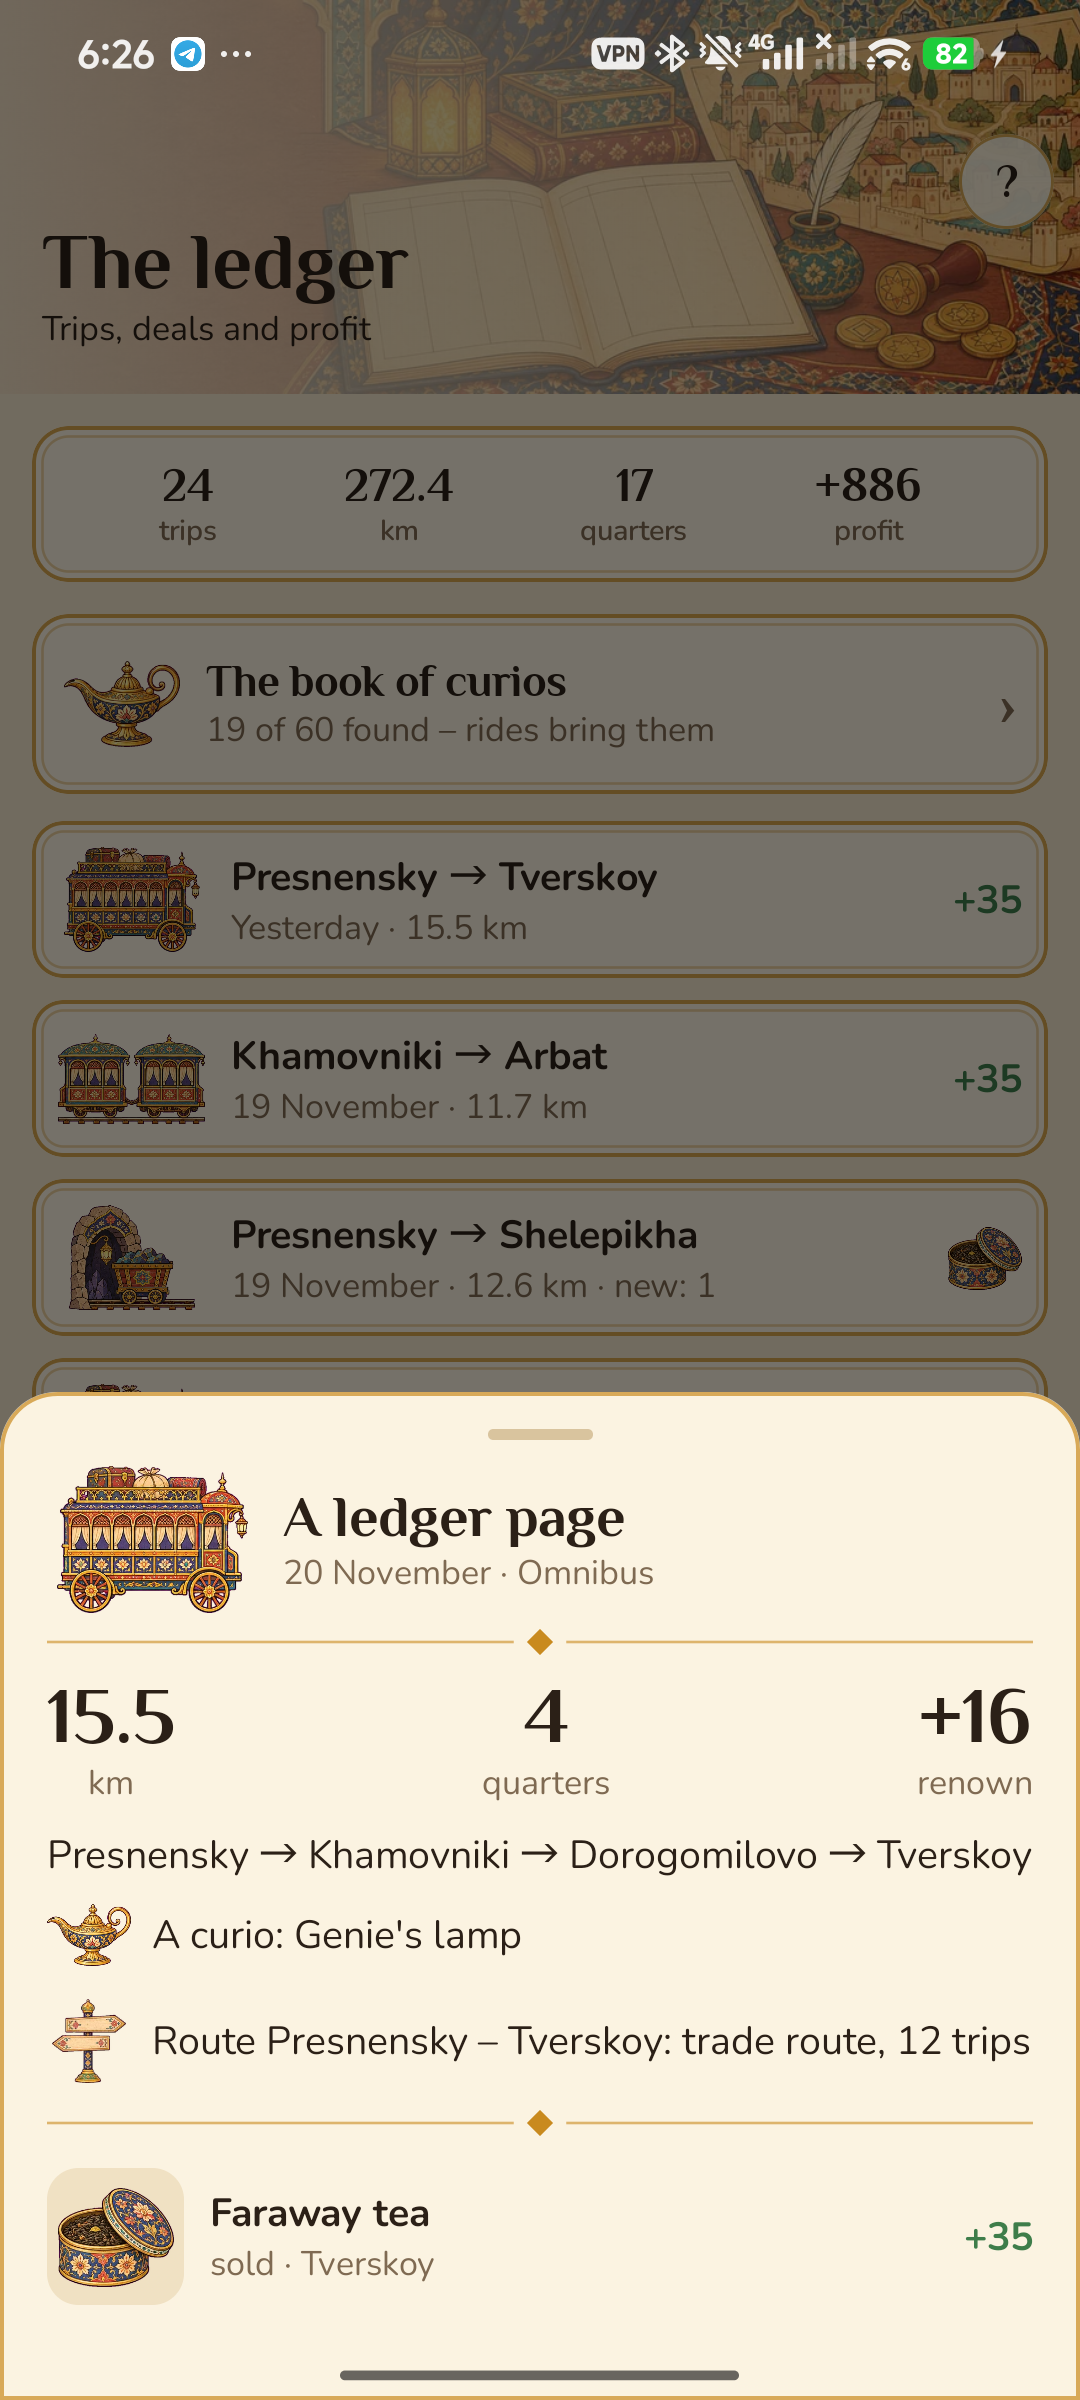 6:26
VPN 4G 6 82
?
The ledger
Trips, deals and profit
24 272.4 17 +886
trips km quarters profit
The book of curios
19 of 60 found – rides bring them
›
Presnensky → Tverskoy
Yesterday · 15.5 km
+35
Khamovniki → Arbat
19 November · 11.7 km
+35
Presnensky → Shelepikha
19 November · 12.6 km · new: 1
A ledger page
20 November · Omnibus
15.5 4 +16
km quarters renown
Presnensky → Khamovniki → Dorogomilovo → Tverskoy
A curio: Genie's lamp
Route Presnensky – Tverskoy: trade route, 12 trips
Faraway tea
sold · Tverskoy
+35